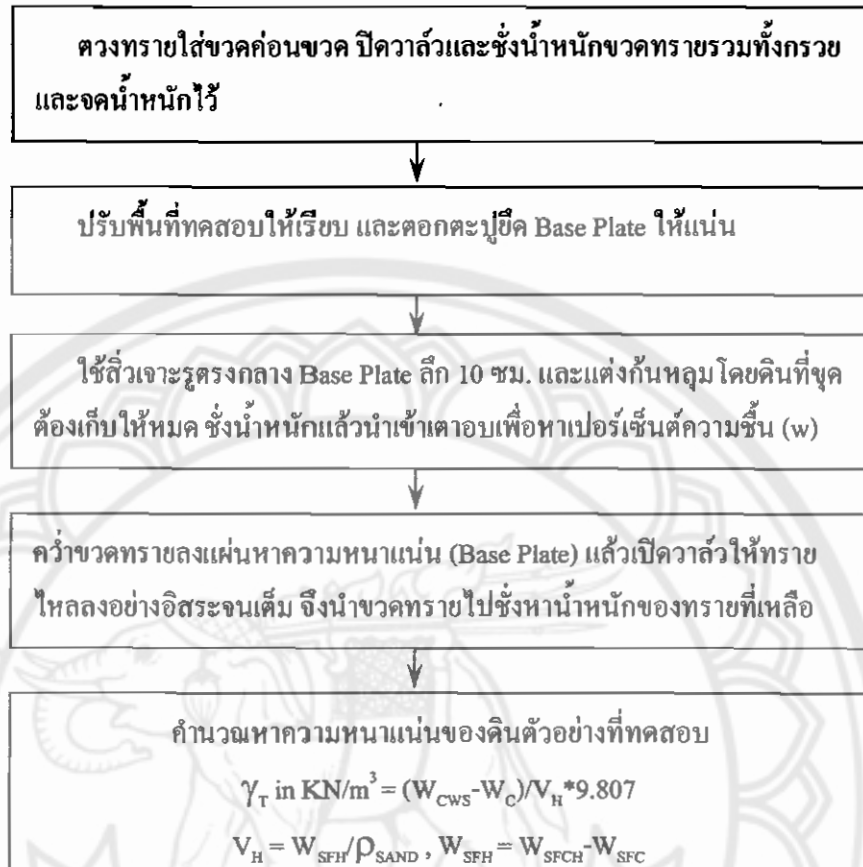 ตวงทรายใส่ขวดค่อนขวด ปิดวาล์วและชั่งน้ำหนักขวดทรายรวมทั้งกรวย
และจดน้ำหนักไว้
ปรับพื้นที่ทดสอบให้เรียบ และตอกตะปูยึด Base Plate ให้แน่น
ใช้สิ่วเจาะรูตรงกลาง Base Plate ลึก 10 ซม. และแต่งก้นหลุม โดยดินที่ขุด
ต้องเก็บให้หมด ชั่งน้ำหนักแล้วนำเข้าเตาอบเพื่อหาเปอร์เซ็นต์ความชื้น (w)
คว่ำขวดทรายลงแผ่นหาความหนาแน่น (Base Plate) แล้วเปิดวาล์วให้ทราย
ไหลลงอย่างอิสระจนเต็ม จึงนำขวดทรายไปชั่งหาน้ำหนักของทรายที่เหลือ
คำนวณหาความหนาแน่นของดินตัวอย่างที่ทดสอบ
γ_T in KN/m³ = (W_CWS-W_C)/V_H*9.807
V_H = W_SFH/ρ_SAND , W_SFH = W_SFCH-W_SFC